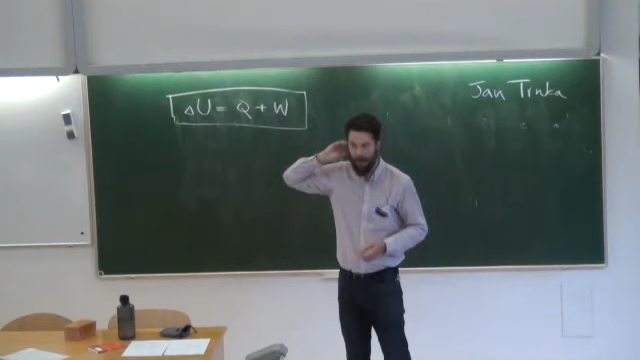 ΔU = Q + W
Jan Trnka